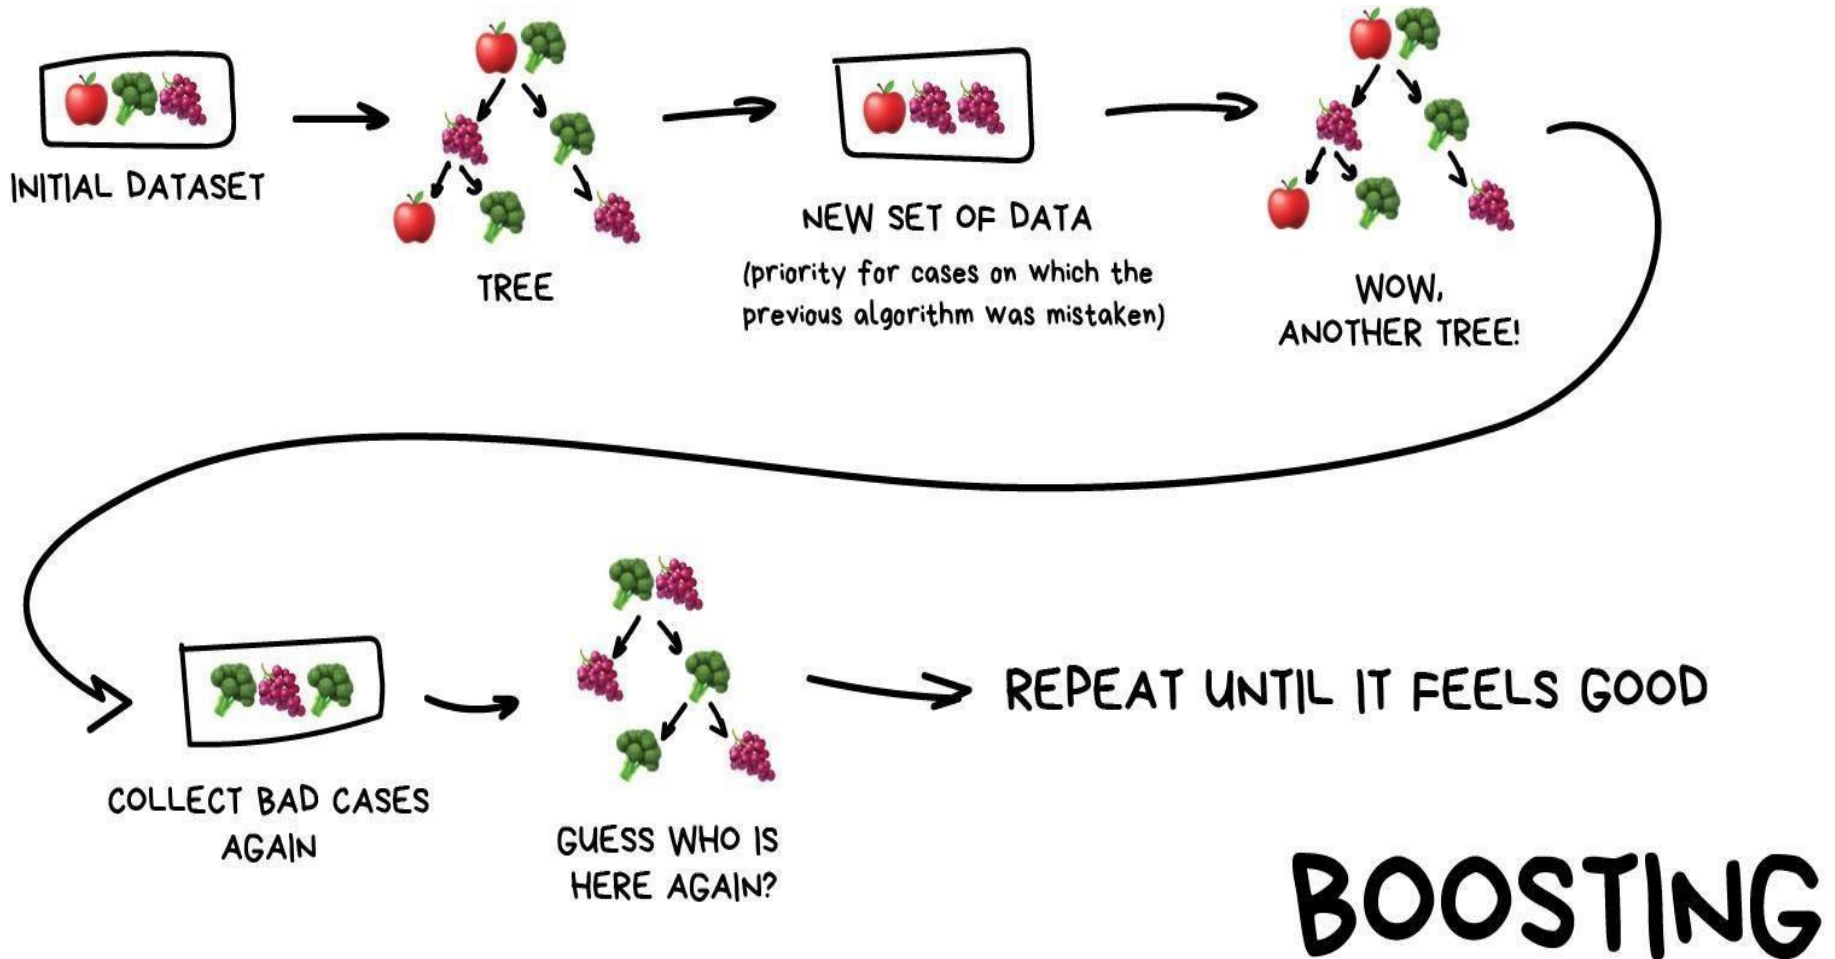 INITIAL DATASET
TREE
NEW SET OF DATA
(priority for cases on which the
previous algorithm was mistaken)
WOW,
ANOTHER TREE!
COLLECT BAD CASES
AGAIN
GUESS WHO IS
HERE AGAIN?
REPEAT UNTIL IT FEELS GOOD
BOOSTING